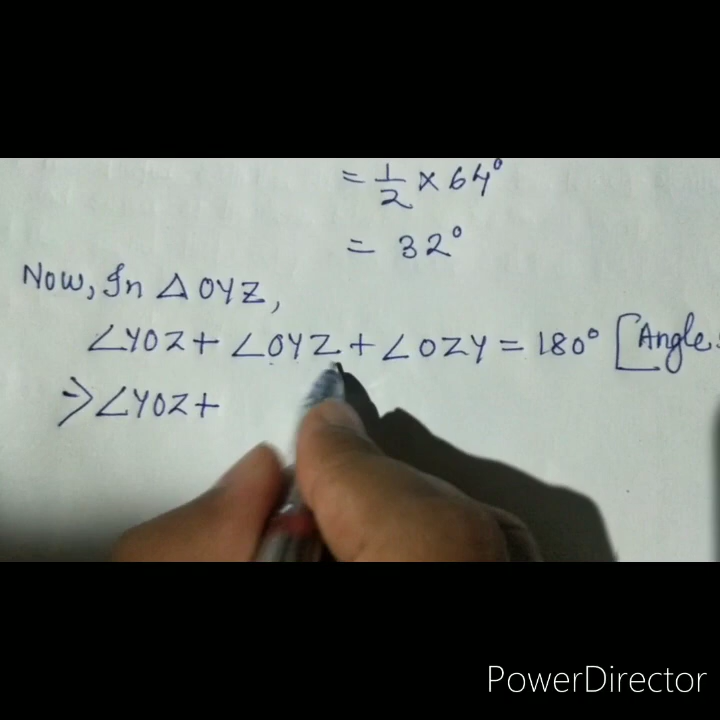 = 1/2 × 64°
= 32°
Now, In △OYZ,
∠YOZ + ∠OYZ + ∠OZY = 180° [Angle
⇒ ∠YOZ +
PowerDirector